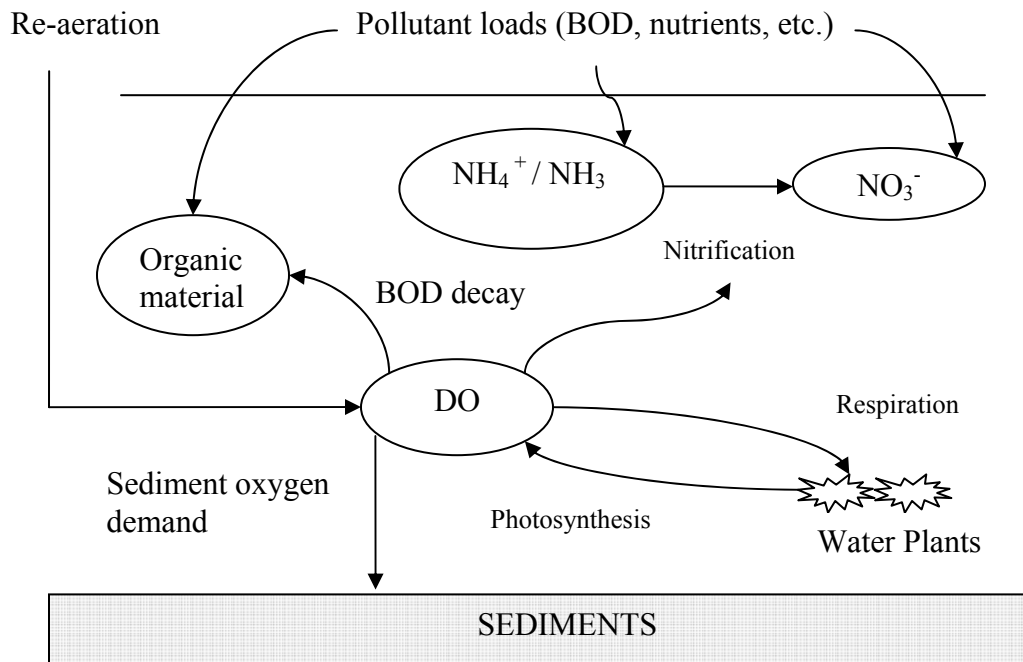 Re-aeration
Pollutant loads (BOD, nutrients, etc.)
NH₄⁺ / NH₃
NO₃⁻
Nitrification
Organic
material
BOD decay
DO
Respiration
Sediment oxygen
demand
Photosynthesis
Water Plants
SEDIMENTS